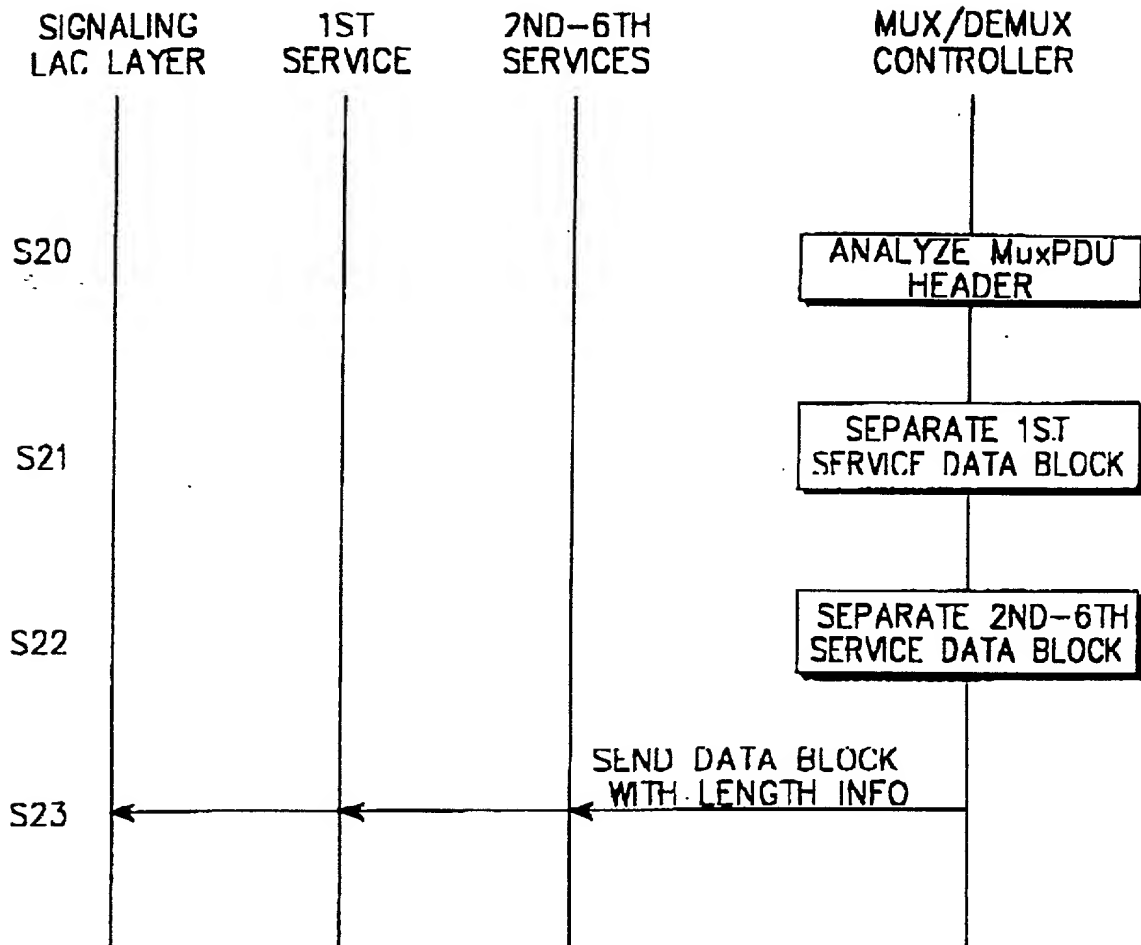 SIGNALING
LAC LAYER
1ST
SERVICE
2ND-6TH
SERVICES
MUX/DEMUX
CONTROLLER
S20
ANALYZE MuxPDU
HEADER
S21
SEPARATE 1ST
SERVICE DATA BLOCK
S22
SEPARATE 2ND-6TH
SERVICE DATA BLOCK
SEND DATA BLOCK
WITH LENGTH INFO
S23